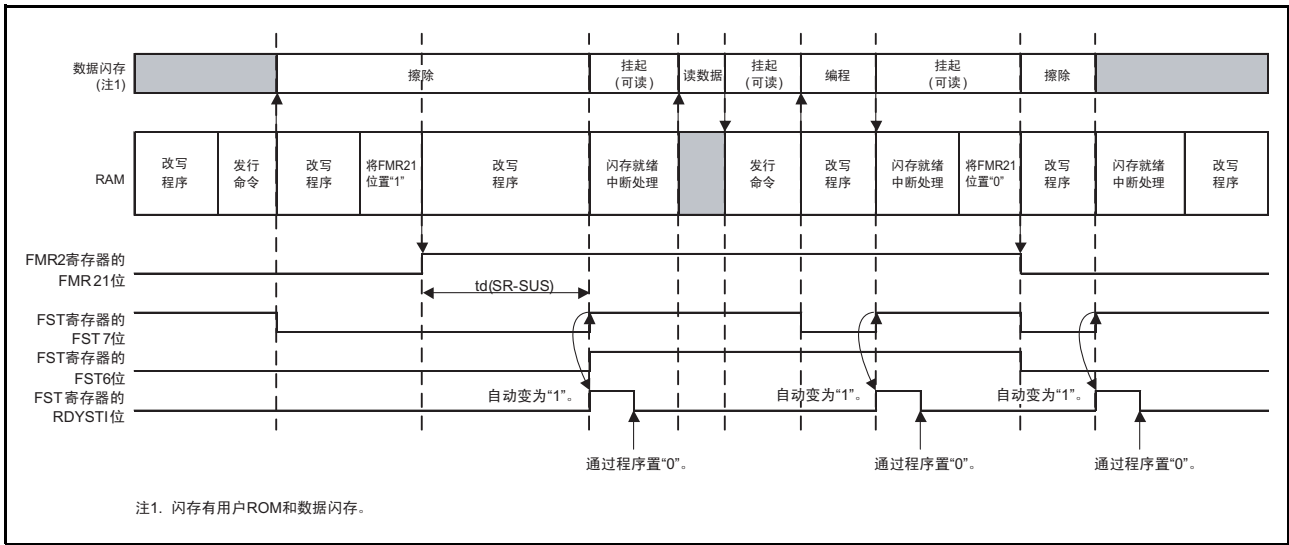 数据闪存
(注1)
擦除
挂起
(可读)
读数据
挂起
(可读)
编程
挂起
(可读)
擦除
RAM
改写
程序
发行
命令
改写
程序
将FMR21
位置“1”
改写
程序
闪存就绪
中断处理
发行
命令
改写
程序
闪存就绪
中断处理
将FMR21
位置“0”
改写
程序
闪存就绪
中断处理
改写
程序
FMR2寄存器的
FMR21位
td(SR-SUS)
FST寄存器的
FST7位
FST寄存器的
FST6位
FST寄存器的
RDYSTI位
自动变为“1”。
自动变为“1”。
自动变为“1”。
通过程序置“0”。
通过程序置“0”。
通过程序置“0”。
注1. 闪存有用户ROM和数据闪存。